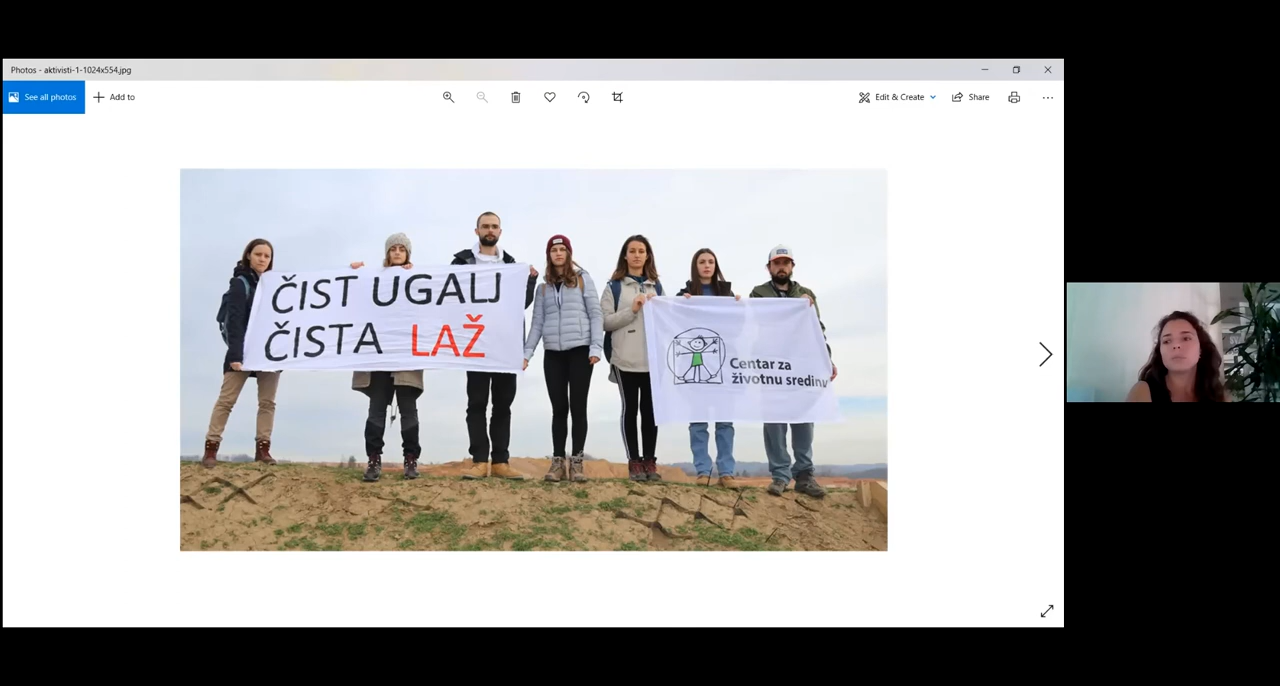 Photos - aktivisti-1-1024x554.jpg
See all photos
Add to
Edit & Create
Share
ČIST UGALJ
ČISTA LAŽ
Centar za
životnu sredinu